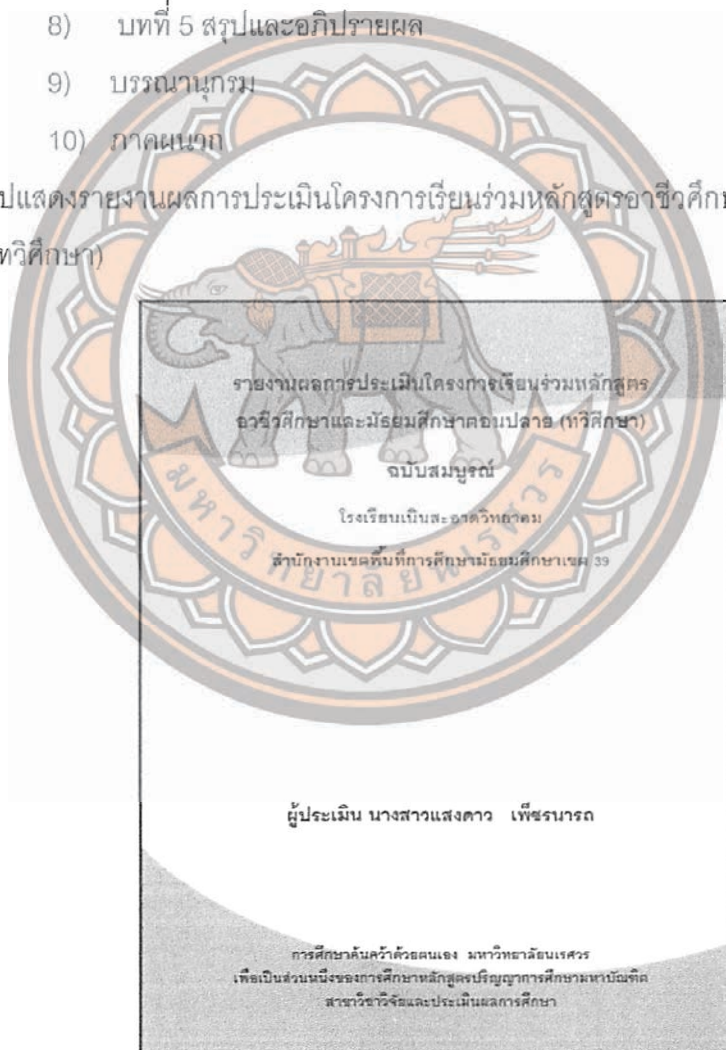 8) บทที่ 5 สรุปและอภิปรายผล
9) บรรณานุกรม
10) ภาคผนวก
ปแสดงรายงานผลการประเมินโครงการเรียนร่วมหลักสูตรอาชีวศึกษ
ทวิศึกษา)
รายงานผลการประเมินโครงการเรียนร่วมหลักสูตร
อาชีวศึกษาและมัธยมศึกษาตอนปลาย (ทวิศึกษา)
ฉบับสมบูรณ์
โรงเรียนเนินสะอาดวิทยาคม
สำนักงานเขตพื้นที่การศึกษามัธยมศึกษาเขต 39
มหาวิทยาลัยนเรศวร
ผู้ประเมิน นางสาวแสงดาว เพ็ชรนารถ
การศึกษาค้นคว้าด้วยตนเอง มหาวิทยาลัยนเรศวร
เพื่อเป็นส่วนหนึ่งของการศึกษาหลักสูตรปริญญาการศึกษามหาบัณฑิต
สาขาวิชาวิจัยและประเมินผลการศึกษา